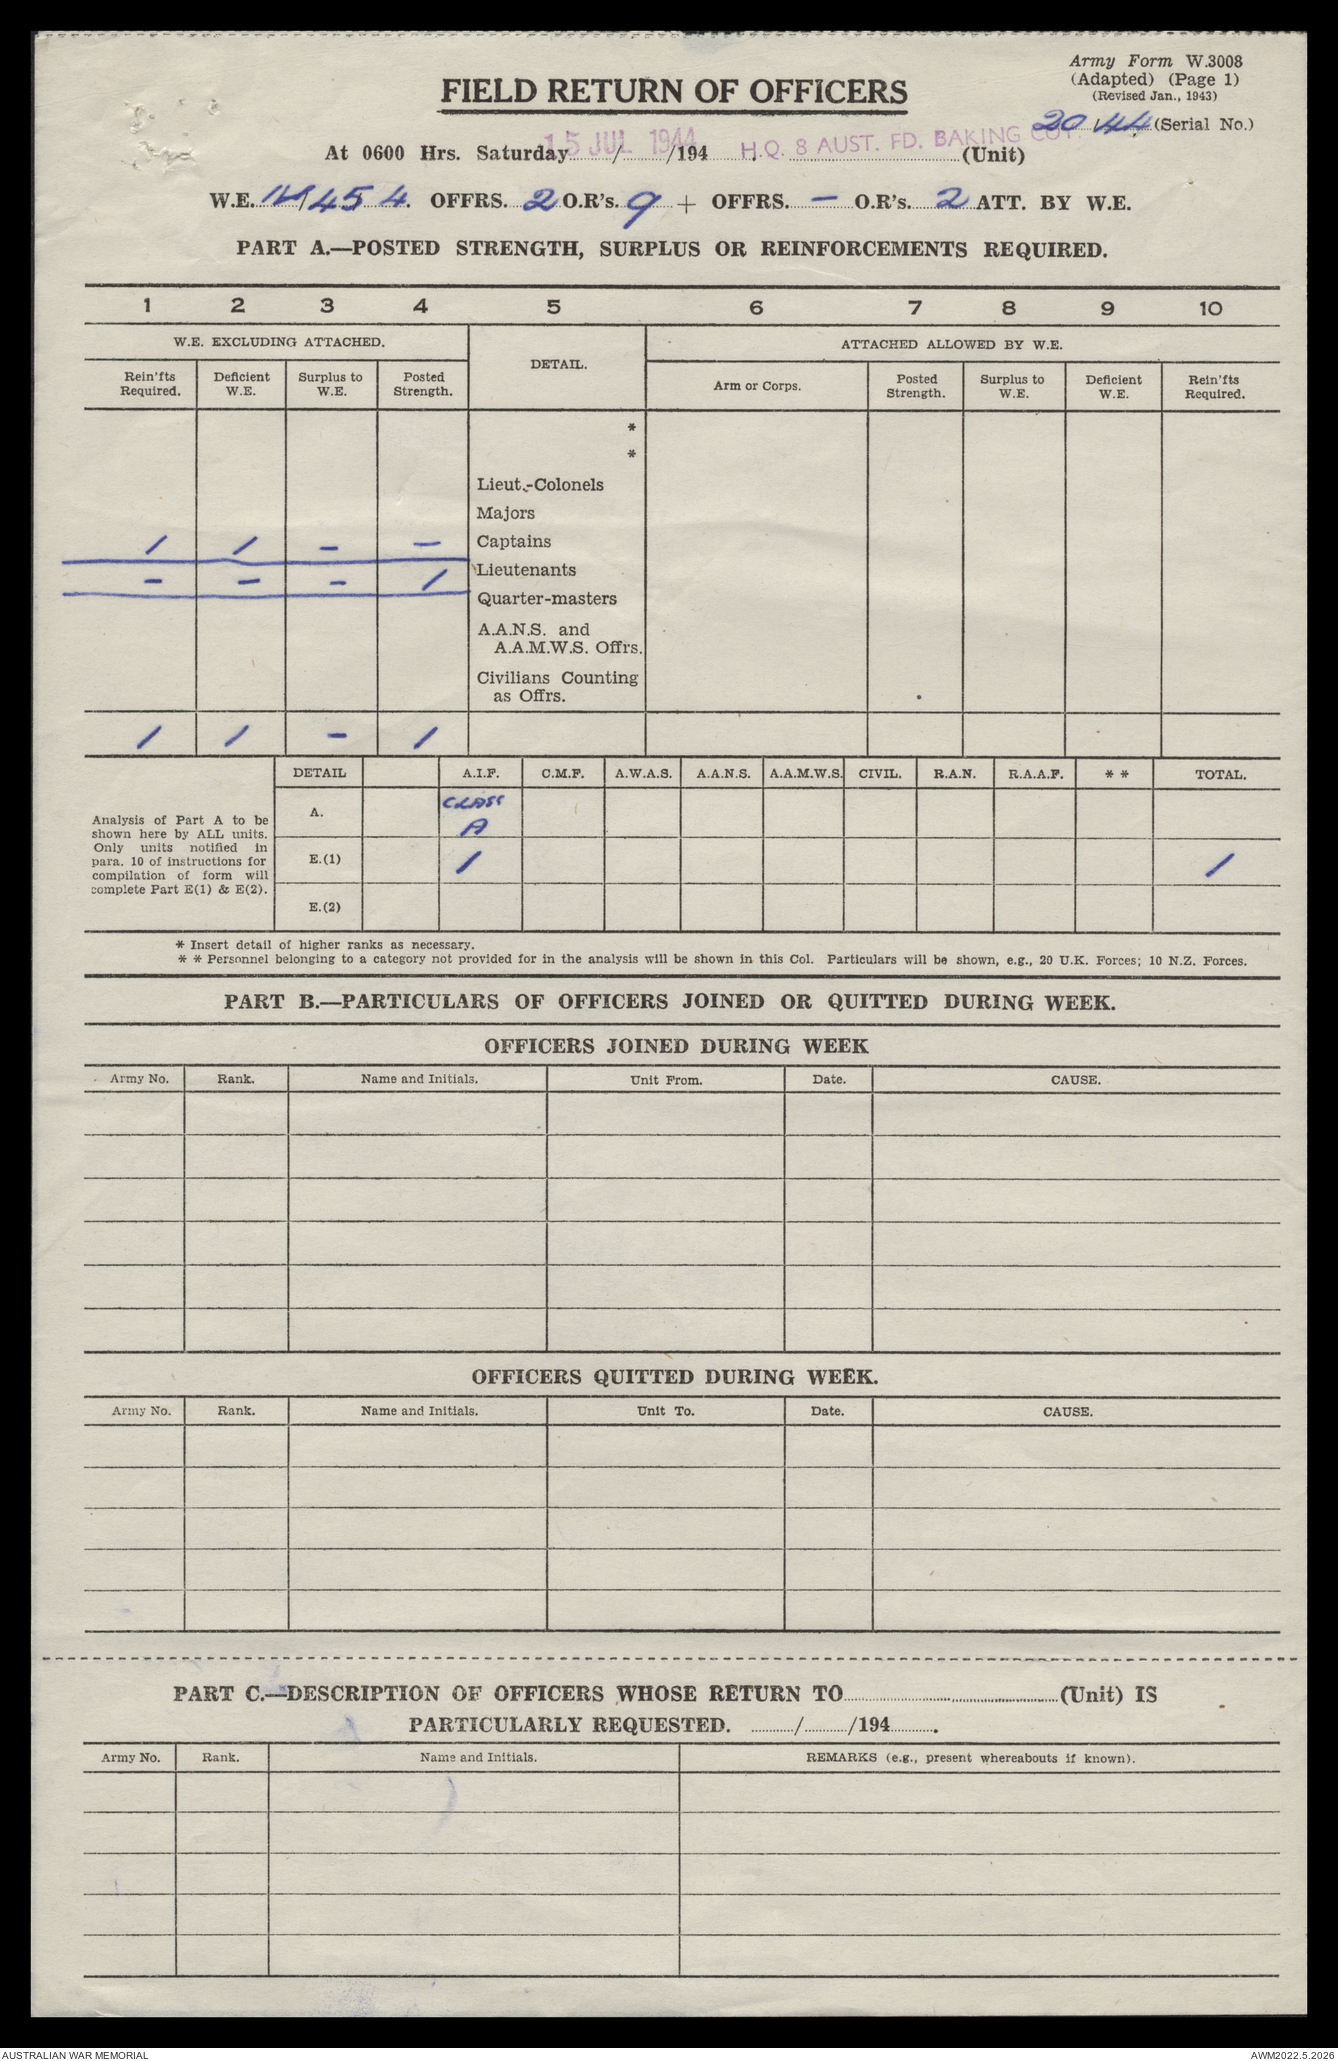 Army Form W.3008
(Adapted) (Page 1)
(Revised Jan., 1943)
FIELD RETURN OF OFFICERS
20/44 (Serial No.)
At 0600 Hrs. Saturday 15 JUL 1944 / /194 . H.Q. 8 AUST. FD. BAKING COY. (Unit)
W.E. /454. OFFRS. 2 O.R's. 9 + OFFRS. — O.R's. 2 ATT. BY W.E.
PART A.—POSTED STRENGTH, SURPLUS OR REINFORCEMENTS REQUIRED.
1 2 3 4 5 6 7 8 9 10
W.E. EXCLUDING ATTACHED. DETAIL. ATTACHED ALLOWED BY W.E.
Rein'fts Required. Deficient W.E. Surplus to W.E. Posted Strength. Arm or Corps. Posted Strength. Surplus to W.E. Deficient W.E. Rein'fts Required.
*
*
Lieut.-Colonels
Majors
/ / – – Captains
Lieutenants
– – – /
Quarter-masters
A.A.N.S. and
A.A.M.W.S. Offrs.
Civilians Counting
as Offrs.
/ / – /
DETAIL A.I.F. C.M.F. A.W.A.S. A.A.N.S. A.A.M.W.S. CIVIL. R.A.N. R.A.A.F. * * TOTAL.
Analysis of Part A to be
shown here by ALL units.
Only units notified in
para. 10 of instructions for
compilation of form will
complete Part E(1) & E(2).
A. CLASS
A
E.(1) / /
E.(2)
* Insert detail of higher ranks as necessary.
* * Personnel belonging to a category not provided for in the analysis will be shown in this Col. Particulars will be shown, e.g., 20 U.K. Forces; 10 N.Z. Forces.
PART B.—PARTICULARS OF OFFICERS JOINED OR QUITTED DURING WEEK.
OFFICERS JOINED DURING WEEK
Army No. Rank. Name and Initials. Unit From. Date. CAUSE.
OFFICERS QUITTED DURING WEEK.
Army No. Rank. Name and Initials. Unit To. Date. CAUSE.
PART C.—DESCRIPTION OF OFFICERS WHOSE RETURN TO (Unit) IS
PARTICULARLY REQUESTED. / /194 .
Army No. Rank. Name and Initials. REMARKS (e.g., present whereabouts if known).
AUSTRALIAN WAR MEMORIAL AWM2022.5.2026